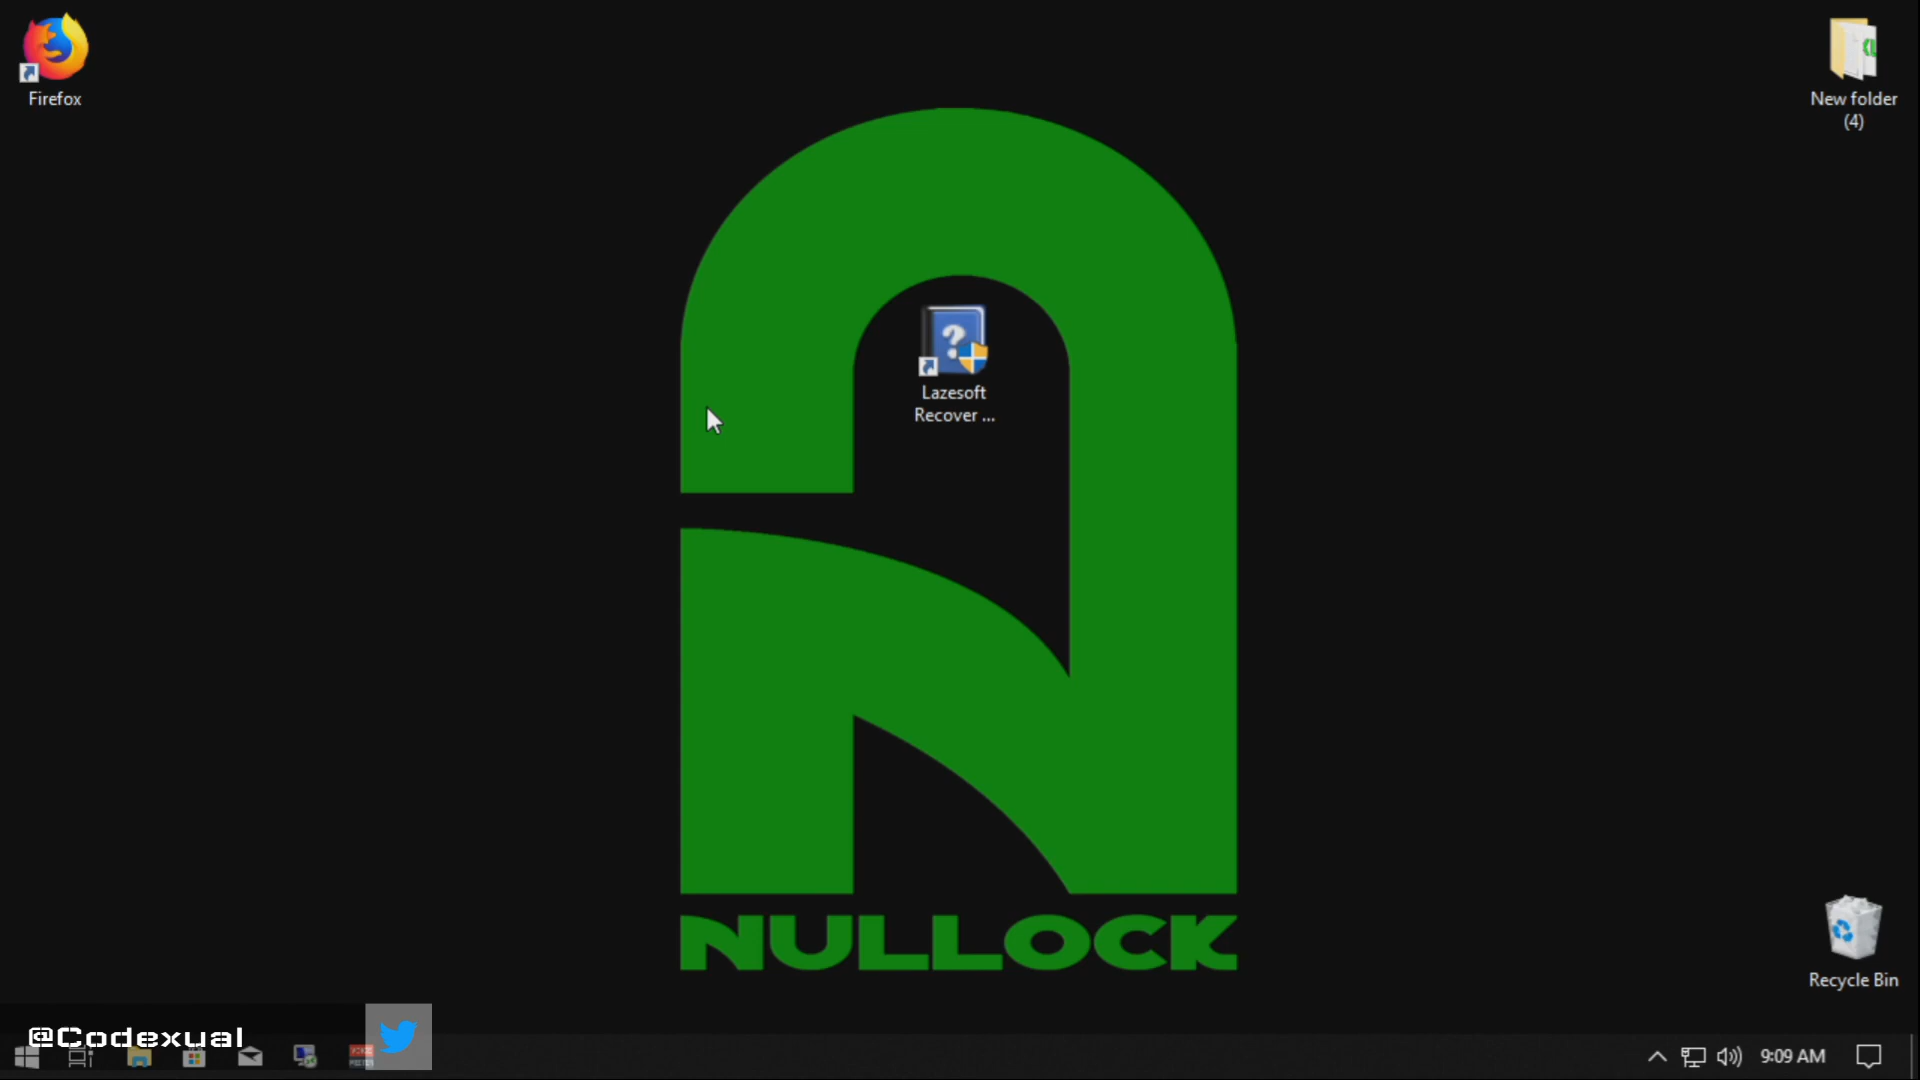 Firefox
New folder
(4)
Lazesoft
Recover ...
NULLOCK
Recycle Bin
@Codexual
9:09 AM